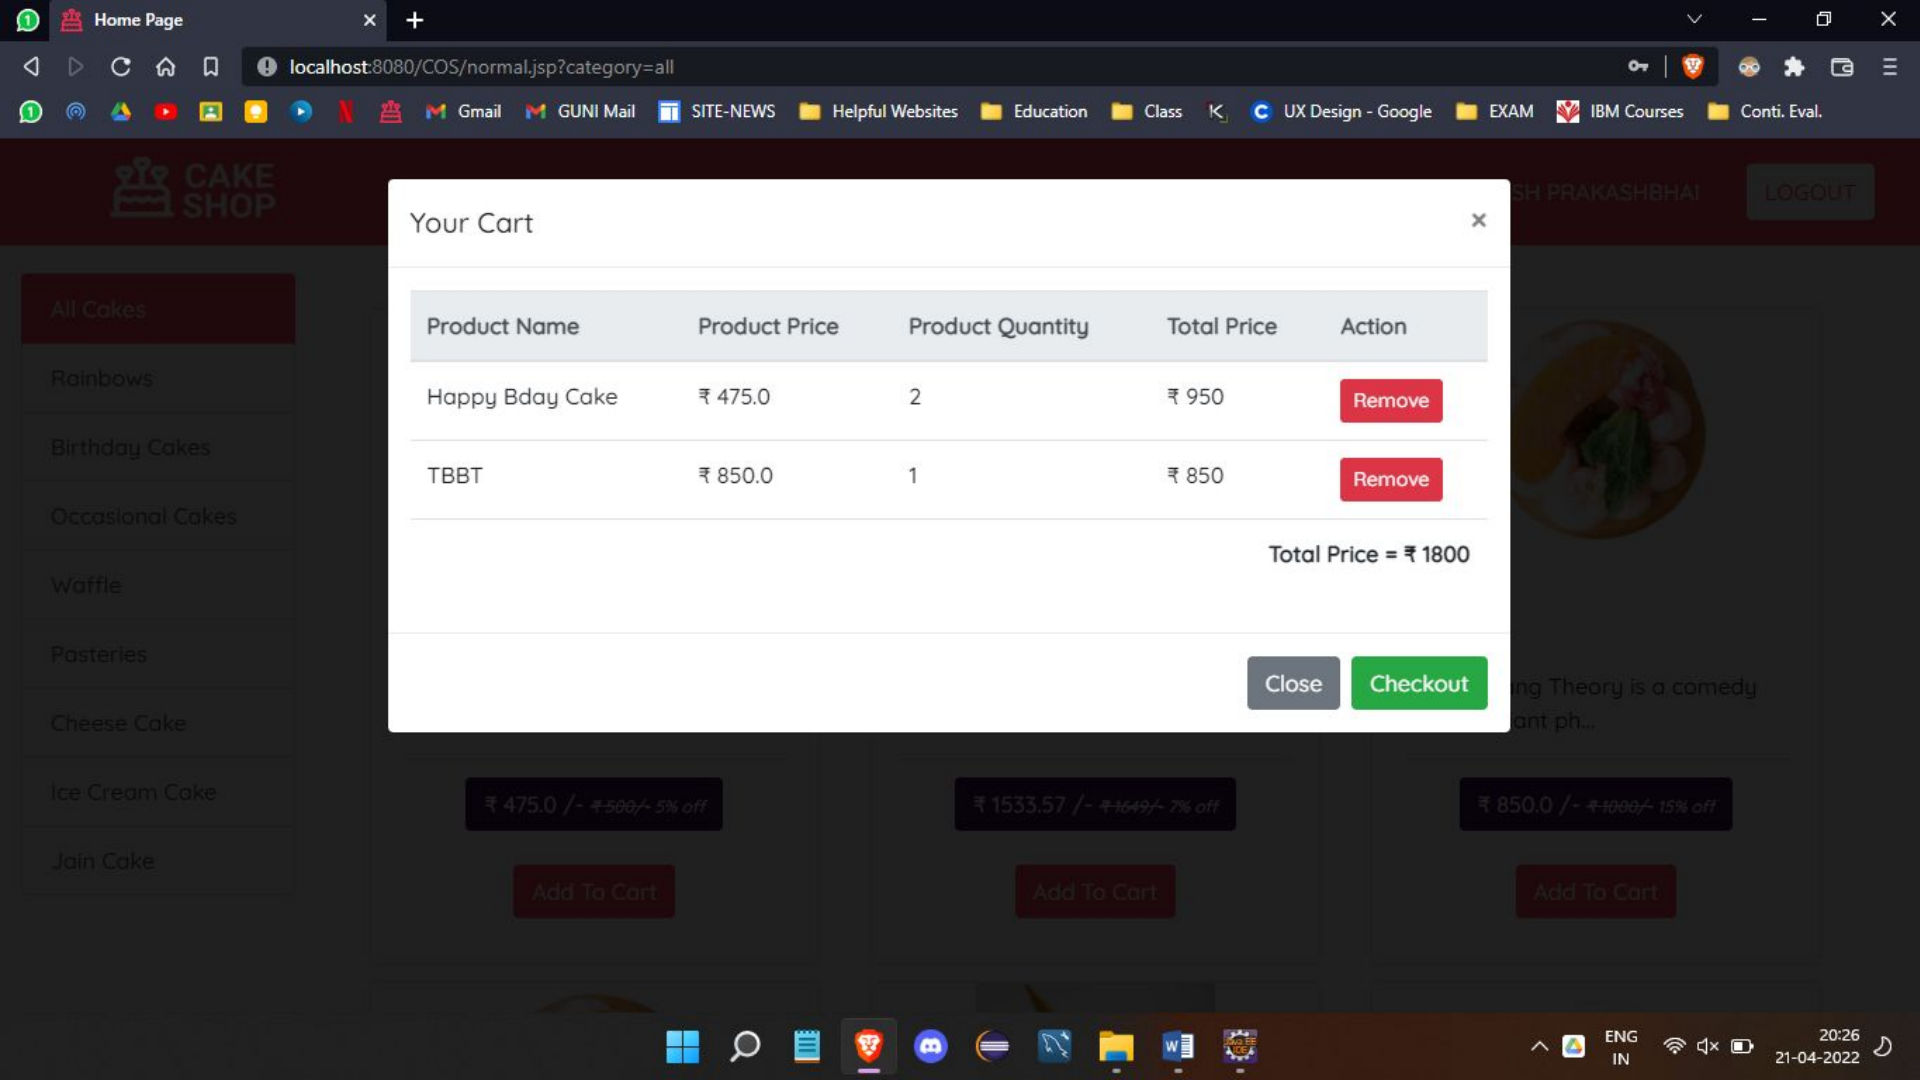 Home Page
localhost:8080/COS/normal.jsp?category=all
Gmail GUNI Mail SITE-NEWS Helpful Websites Education Class UX Design - Google EXAM IBM Courses Conti. Eval.
CAKE
SHOP
SH PRAKASHBHAI LOGOUT
Your Cart ×
All Cakes
Rainbows
Birthday Cakes
Occasional Cakes
Waffle
Pasteries
Cheese Cake
Ice Cream Cake
Jain Cake
Product Name Product Price Product Quantity Total Price Action
Happy Bday Cake ₹ 475.0 2 ₹ 950 Remove
TBBT ₹ 850.0 1 ₹ 850 Remove
Total Price = ₹ 1800
Close Checkout
ang Theory is a comedy
ant ph...
₹ 475.0 /- ₹ 500/- 5% off ₹ 1533.57 /- ₹ 1649/- 7% off ₹ 850.0 /- ₹ 1000/- 15% off
Add To Cart Add To Cart Add To Cart
ENG
IN
20:26
21-04-2022